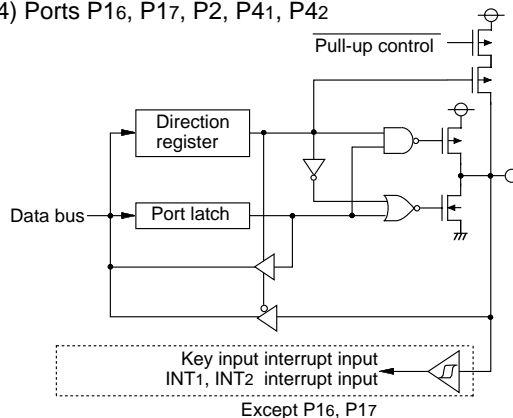 4) Ports P16, P17, P2, P41, P42
Pull-up control
Direction
register
Data bus
Port latch
Key input interrupt input
INT1, INT2 interrupt input
Except P16, P17